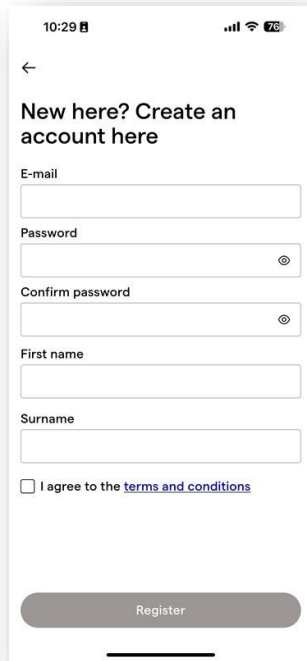 10:29
76
New here? Create an
account here
E-mail
Password
Confirm password
First name
Surname
I agree to the terms and conditions
Register